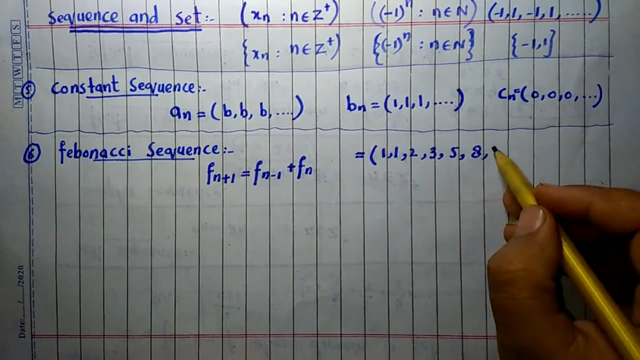 Sequence and Set:- (xn : n∈Z⁺) ((-1)ⁿ : n∈N) (-1,1,-1,1,.....)
{xn : n∈Z⁺} {(-1)ⁿ : n∈N} {-1,1}
⑤ Constant Sequence:-
an = (b, b, b, ....) bn = (1,1,1,....) Cn = (0,0,0,...)
⑥ febonacci Sequence:-
fn+1 = fn-1 + fn = (1,1,2,3,5,8,
M T W T F S
Date: / /2020